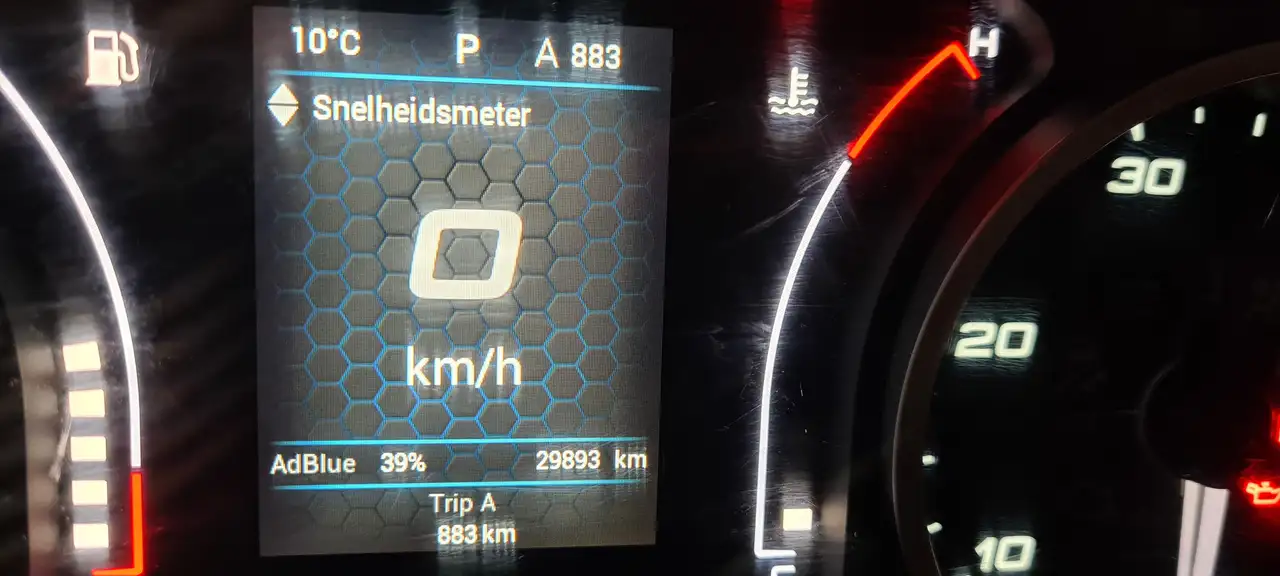 10°C P A 883
H
Snelheidsmeter
30
0
20
km/h
AdBlue 39% 29893 km
Trip A
883 km
10